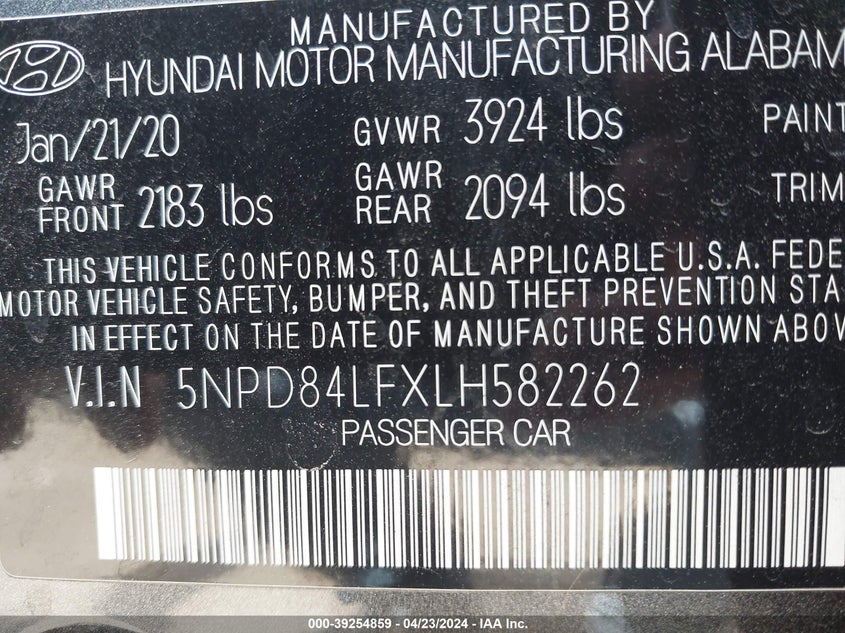 MANUFACTURED BY
HYUNDAI MOTOR MANUFACTURING ALABAM
Jan/21/20 GVWR 3924 lbs PAINT
GAWR FRONT 2183 lbs GAWR REAR 2094 lbs TRIM
THIS VEHICLE CONFORMS TO ALL APPLICABLE U.S.A. FEDE
MOTOR VEHICLE SAFETY, BUMPER, AND THEFT PREVENTION STA
IN EFFECT ON THE DATE OF MANUFACTURE SHOWN ABOV
V.I.N 5NPD84LFXLH582262
PASSENGER CAR
000-39254859 - 04/23/2024 - IAA Inc.